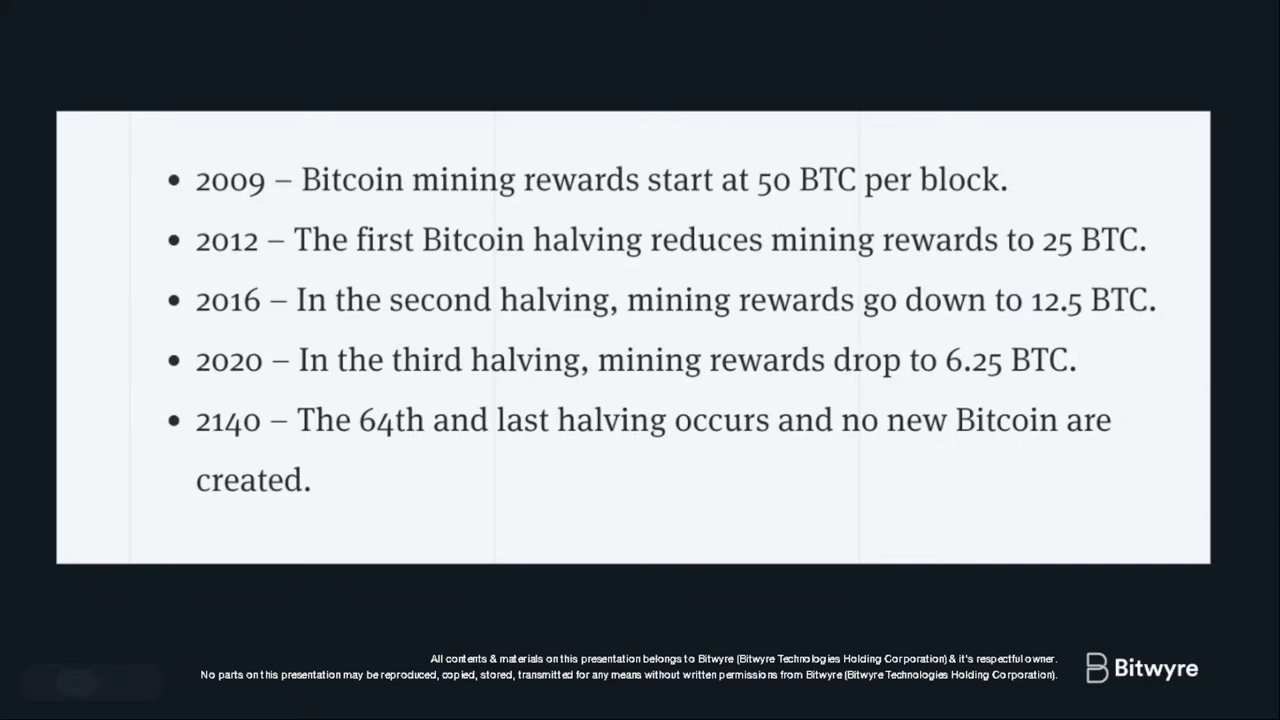 • 2009 – Bitcoin mining rewards start at 50 BTC per block.
• 2012 – The first Bitcoin halving reduces mining rewards to 25 BTC.
• 2016 – In the second halving, mining rewards go down to 12.5 BTC.
• 2020 – In the third halving, mining rewards drop to 6.25 BTC.
• 2140 – The 64th and last halving occurs and no new Bitcoin are
created.
All contents & materials on this presentation belongs to Bitwyre (Bitwyre Technologies Holding Corporation) & it's respectful owner.
No parts on this presentation may be reproduced, copied, stored, transmitted for any means without written permissions from Bitwyre (Bitwyre Technologies Holding Corporation).
Bitwyre